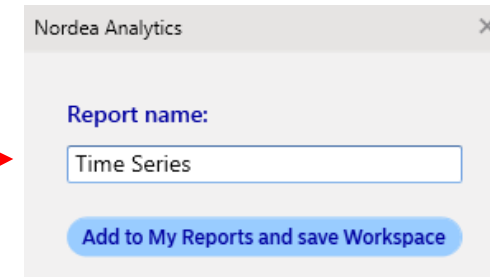 Nordea Analytics
Report name:
Time Series
Add to My Reports and save Workspace